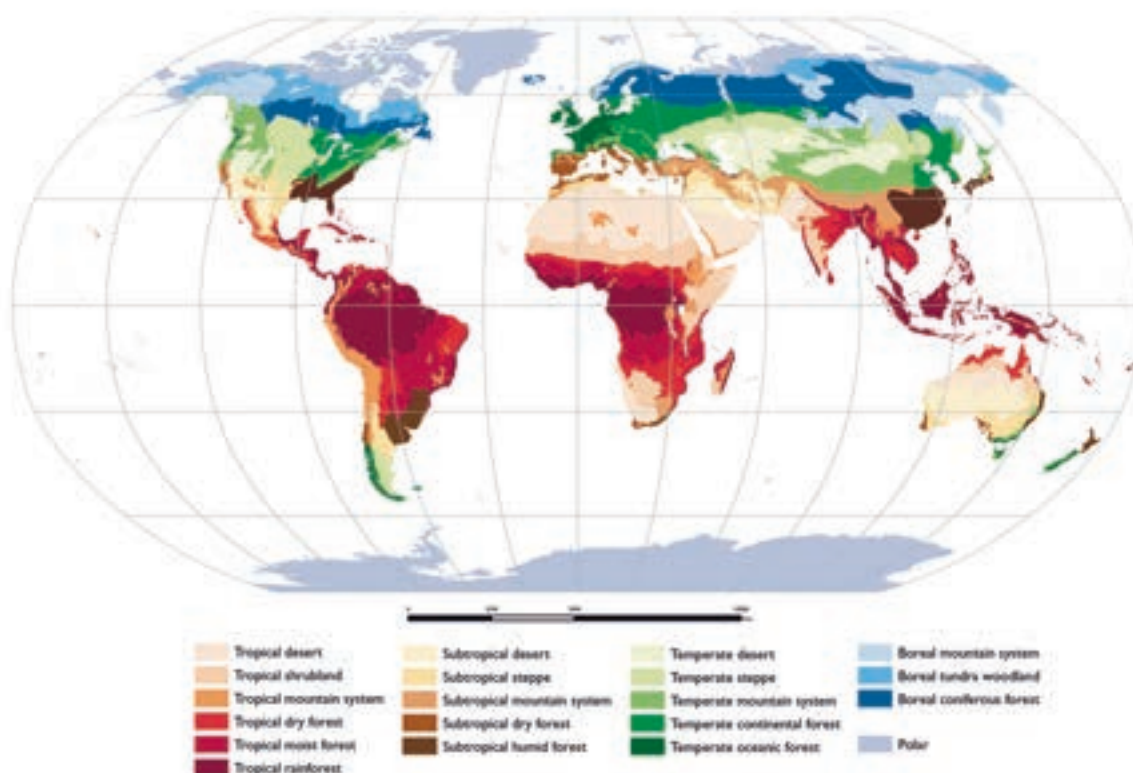 Tropical desert
Tropical shrubland
Tropical mountain system
Tropical dry forest
Tropical moist forest
Tropical rainforest
Subtropical desert
Subtropical steppe
Subtropical mountain system
Subtropical dry forest
Subtropical humid forest
Temperate desert
Temperate steppe
Temperate mountain system
Temperate continental forest
Temperate oceanic forest
Boreal mountain system
Boreal tundra woodland
Boreal coniferous forest
Polar